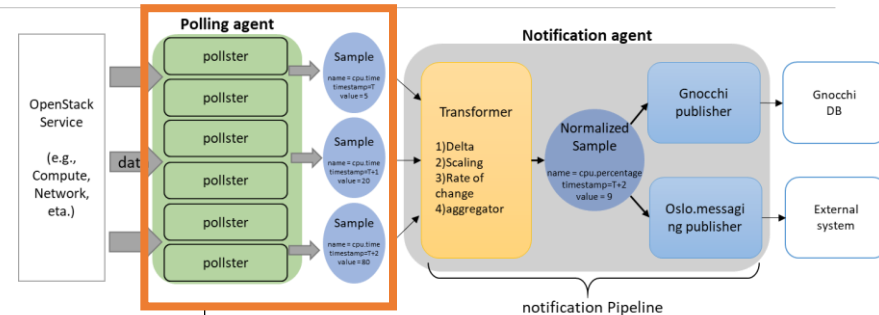 Polling agent
Notification agent
OpenStack
Service
(e.g.,
Compute,
Network,
eta.)
data
pollster
pollster
pollster
pollster
pollster
pollster
Sample
name = cpu.time
timestamp=T
value = 5
Sample
name = cpu.time
timestamp=T+1
value = 20
Sample
name = cpu.time
timestamp=T+2
value = 80
Transformer
1)Delta
2)Scaling
3)Rate of
change
4)aggregator
Normalized
Sample
name = cpu.percentage
timestamp=T+2
value = 9
Gnocchi
publisher
Oslo.messagi
ng publisher
Gnocchi
DB
External
system
notification Pipeline